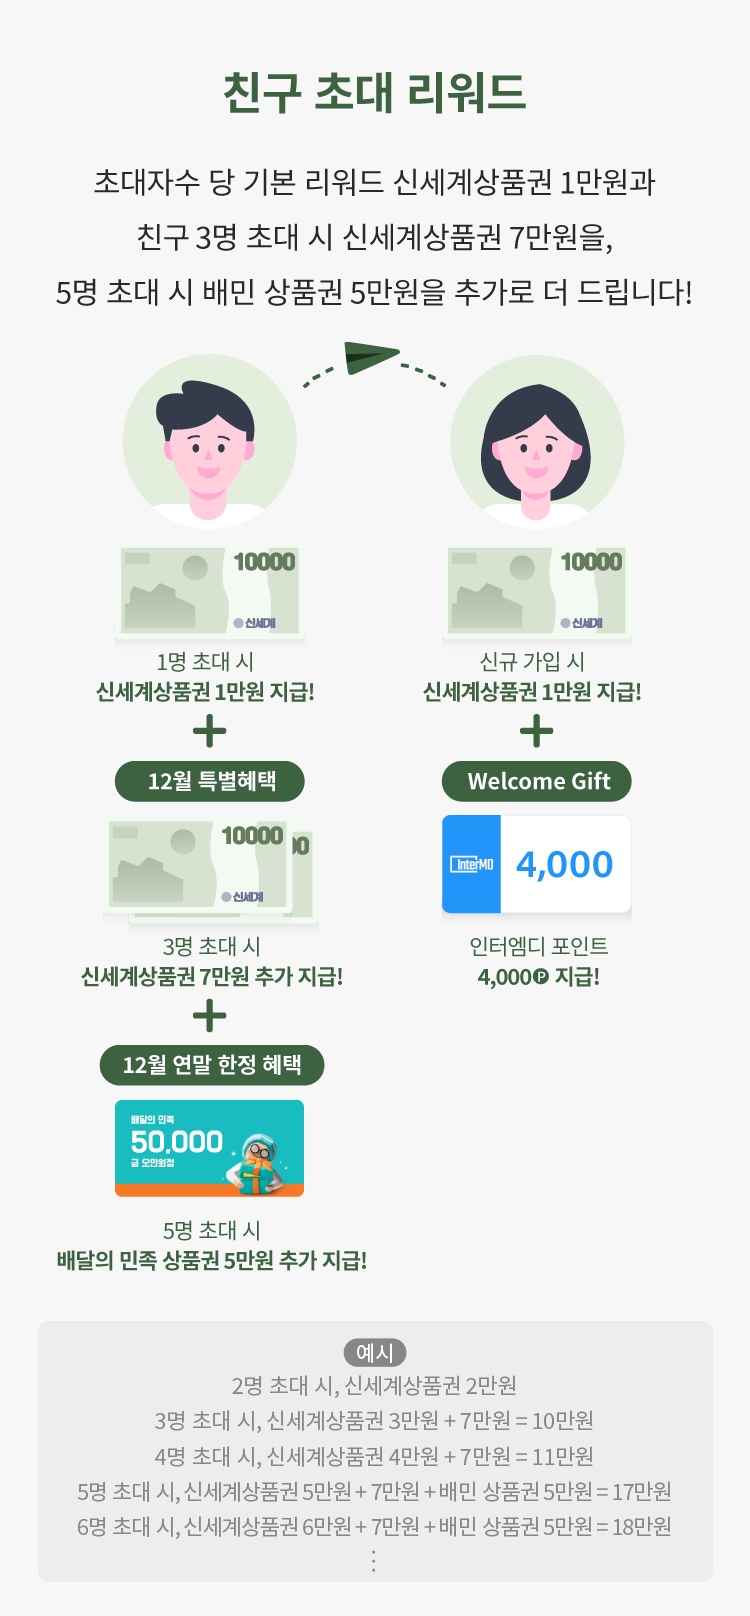 친구 초대 리워드
초대자수 당 기본 리워드 신세계상품권 1만원과
친구 3명 초대 시 신세계상품권 7만원을,
5명 초대 시 배민 상품권 5만원을 추가로 더 드립니다!
10000
신세계
1명 초대 시
신세계상품권 1만원 지급!
+
12월 특별혜택
10000
00
신세계
3명 초대 시
신세계상품권 7만원 추가 지급!
+
12월 연말 한정 혜택
배달의 민족
50,000
금 오만원정
5명 초대 시
배달의 민족 상품권 5만원 추가 지급!
10000
신세계
신규 가입 시
신세계상품권 1만원 지급!
+
Welcome Gift
InterMD
4,000
인터엠디 포인트
4,000P 지급!
예시
2명 초대 시, 신세계상품권 2만원
3명 초대 시, 신세계상품권 3만원 + 7만원 = 10만원
4명 초대 시, 신세계상품권 4만원 + 7만원 = 11만원
5명 초대 시, 신세계상품권 5만원 + 7만원 + 배민 상품권 5만원 = 17만원
6명 초대 시, 신세계상품권 6만원 + 7만원 + 배민 상품권 5만원 = 18만원
⋮